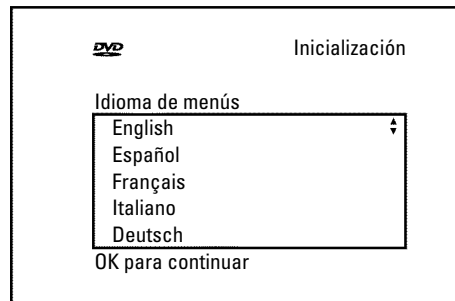 DVD
Inicialización
Idioma de menús
English
Español
Français
Italiano
Deutsch
OK para continuar